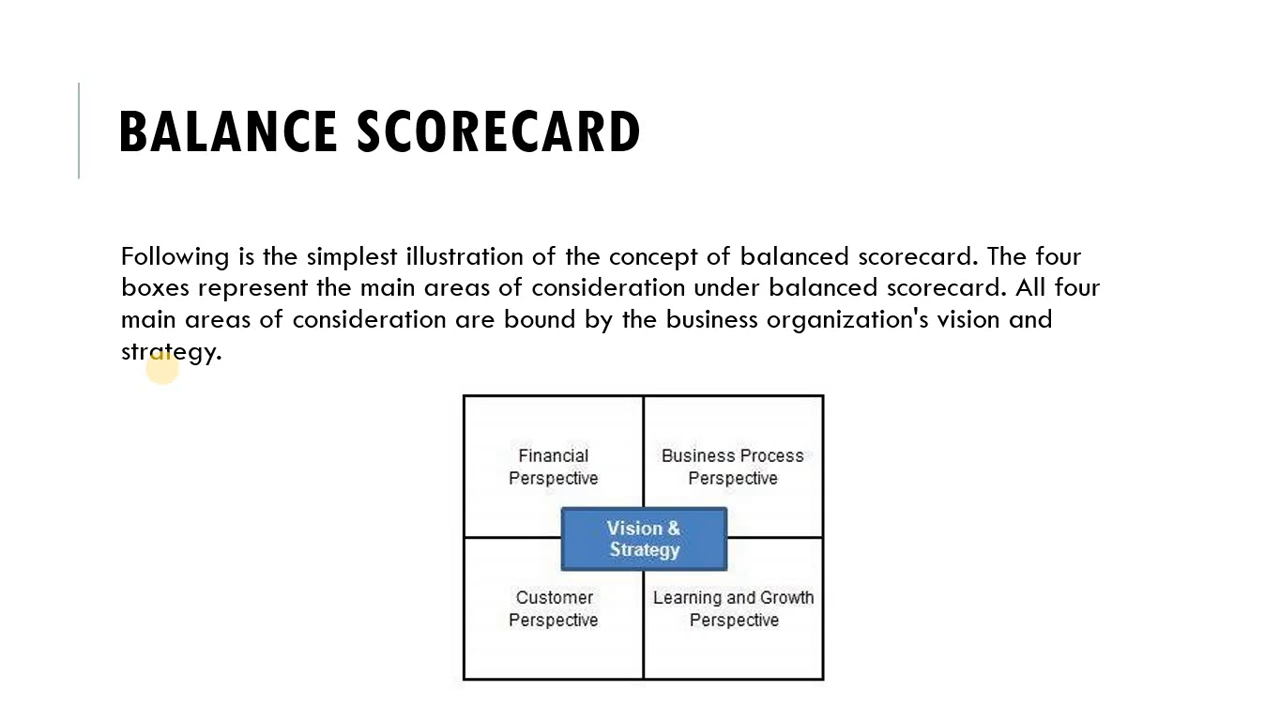 BALANCE SCORECARD
Following is the simplest illustration of the concept of balanced scorecard. The four
boxes represent the main areas of consideration under balanced scorecard. All four
main areas of consideration are bound by the business organization's vision and
strategy.
Financial
Perspective
Business Process
Perspective
Vision &
Strategy
Customer
Perspective
Learning and Growth
Perspective